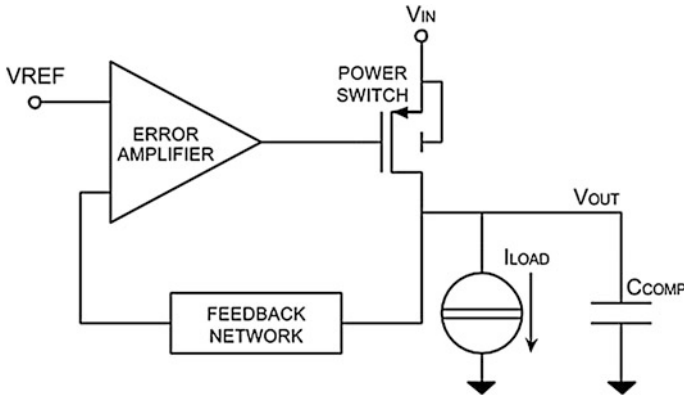 VIN
POWER
SWITCH
VREF
ERROR
AMPLIFIER
VOUT
ILOAD
CCOMP
FEEDBACK
NETWORK